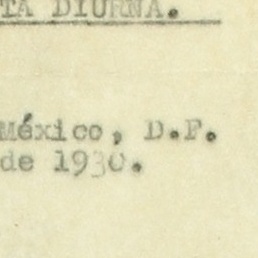 TA DIURNA.
México, D.F.
de 1930.